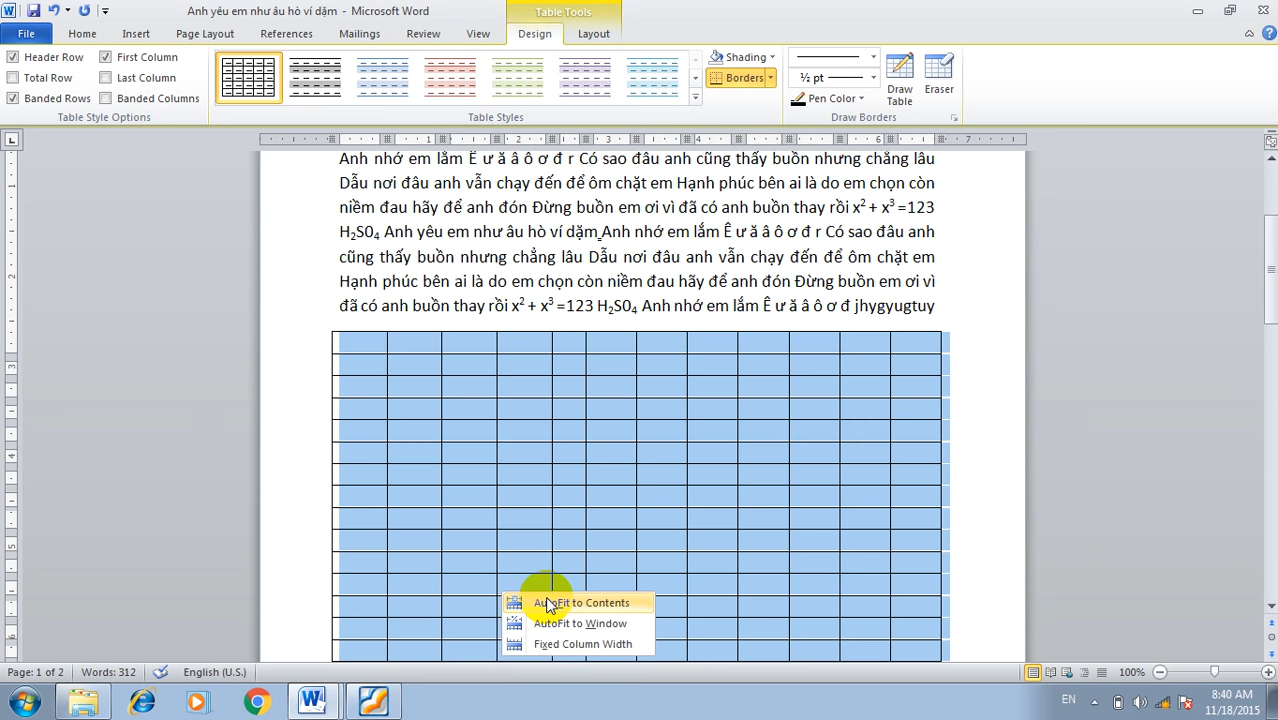 Anh yêu em như âu hò ví dặm - Microsoft Word
Table Tools
File Home Insert Page Layout References Mailings Review View Design Layout
Header Row First Column
Total Row Last Column
Banded Rows Banded Columns
Table Style Options
Table Styles
Shading
Borders
½ pt
Pen Color
Draw Table
Eraser
Draw Borders
1 2 3 4 6 7
Anh nhớ em lắm Ê ư ă â ô ơ đ r Có sao đâu anh cũng thấy buồn nhưng chẳng lâu
Dẫu nơi đâu anh vẫn chạy đến để ôm chặt em Hạnh phúc bên ai là do em chọn còn
niềm đau hãy để anh đón Đừng buồn em ơi vì đã có anh buồn thay rồi x² + x³ =123
H₂S0₄ Anh yêu em như âu hò ví dặm Anh nhớ em lắm Ê ư ă â ô ơ đ r Có sao đâu anh
cũng thấy buồn nhưng chẳng lâu Dẫu nơi đâu anh vẫn chạy đến để ôm chặt em
Hạnh phúc bên ai là do em chọn còn niềm đau hãy để anh đón Đừng buồn em ơi vì
đã có anh buồn thay rồi x² + x³ =123 H₂S0₄ Anh nhớ em lắm Ê ư ă â ô ơ đ jhygyugtuy
AutoFit to Contents
AutoFit to Window
Fixed Column Width
Page: 1 of 2 Words: 312 English (U.S.) 100%
EN 8:40 AM
11/18/2015